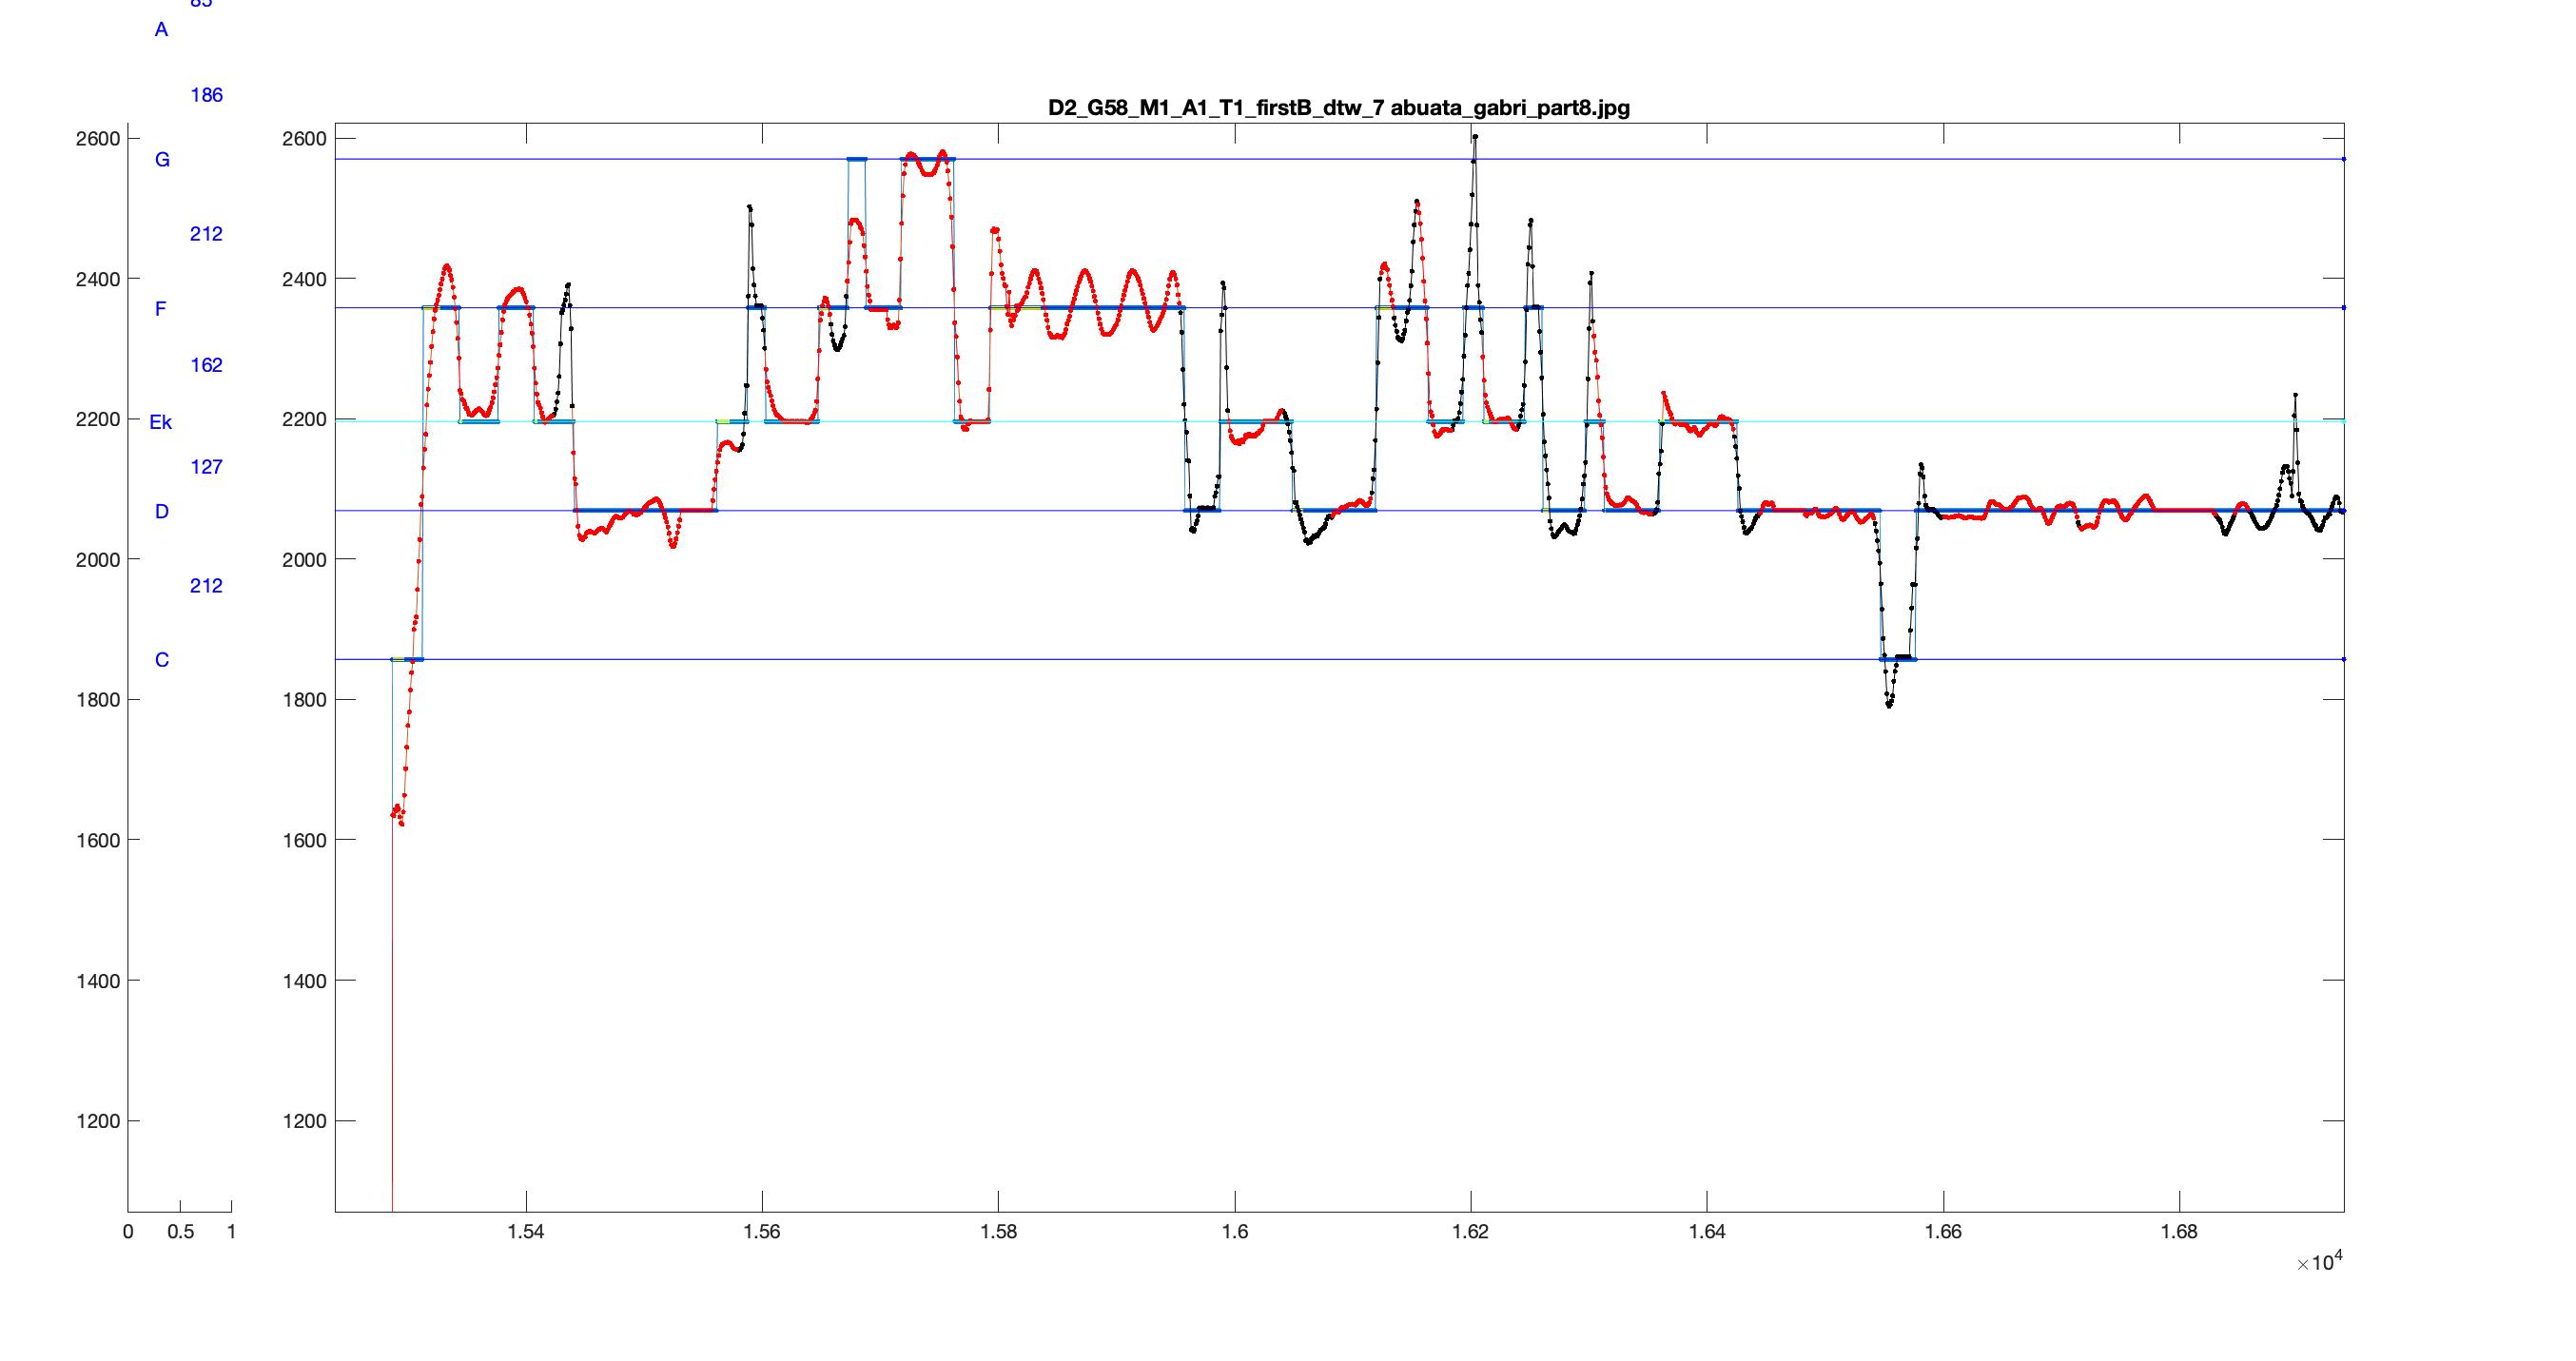 85
A
186
D2_G58_M1_A1_T1_firstB_dtw_7 abuata_gabri_part8.jpg
2600 G 2600
212
2400 2400
F
162
2200 Ek 2200
127
D
2000 2000
212
C
1800 1800
1600 1600
1400 1400
1200 1200
0 0.5 1 1.54 1.56 1.58 1.6 1.62 1.64 1.66 1.68
×10⁴